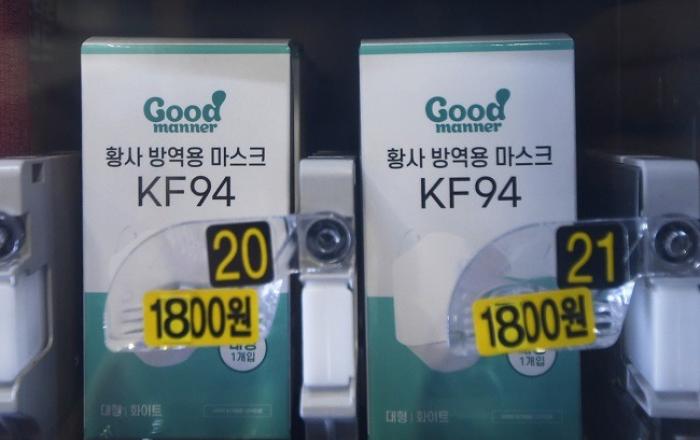 Good
manner
황사 방역용 마스크
KF94
20
1800원
대형
1개입
대형 | 화이트
Good
manner
황사 방역용 마스크
KF94
21
1800원
1개입
대형 | 화이트